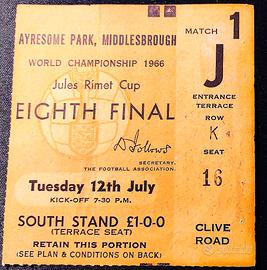 AYRESOME PARK, MIDDLESBROUGH
WORLD CHAMPIONSHIP 1966
Jules Rimet Cup
EIGHTH FINAL
D Follows
SECRETARY.
THE FOOTBALL ASSOCIATION.
Tuesday 12th July
KICK-OFF 7-30 P.M.
SOUTH STAND £1-0-0
(TERRACE SEAT)
RETAIN THIS PORTION
(SEE PLAN & CONDITIONS ON BACK)
MATCH 1
J
ENTRANCE
TERRACE
ROW
K
SEAT
16
CLIVE
ROAD